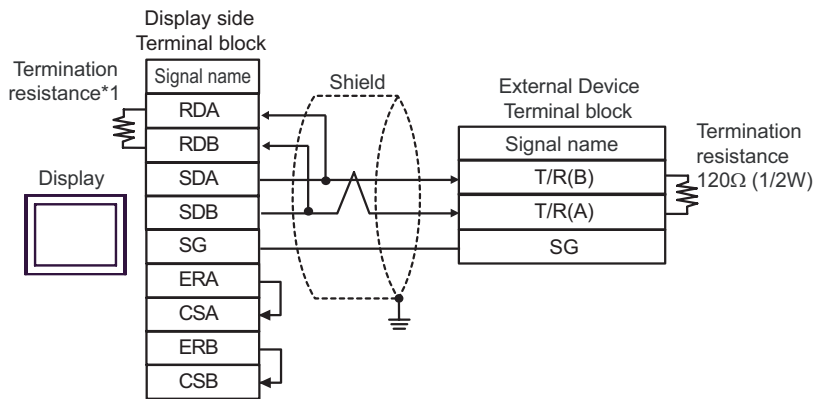 Display side
Terminal block
Termination
resistance*1
Signal name
RDA
RDB
SDA
SDB
SG
ERA
CSA
ERB
CSB
Display
Shield
External Device
Terminal block
Signal name
T/R(B)
T/R(A)
SG
Termination
resistance
120Ω (1/2W)